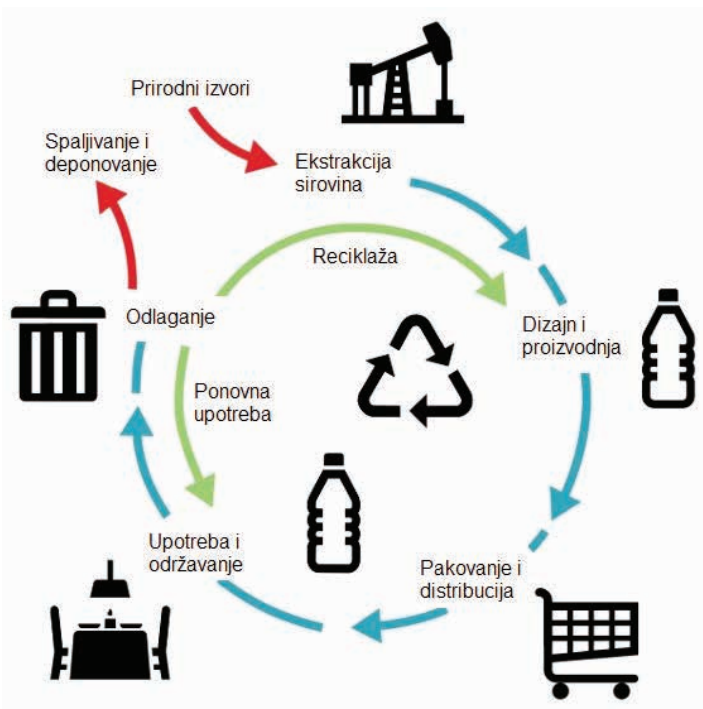 Prirodni izvori
Spaljivanje i
deponovanje
Ekstrakcija
sirovina
Reciklaža
Odlaganje
Dizajn i
proizvodnja
Ponovna
upotreba
Upotreba i
održavanje
Pakovanje i
distribucija